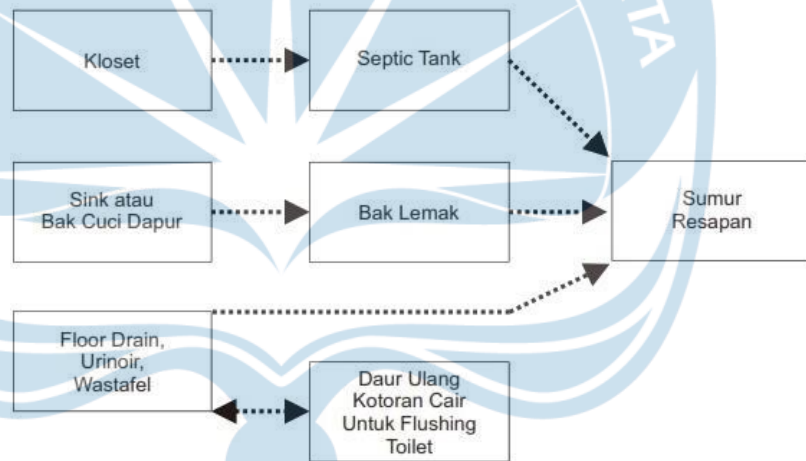 Kloset
Septic Tank
Sink atau
Bak Cuci Dapur
Bak Lemak
Sumur
Resapan
Floor Drain,
Urinoir,
Wastafel
Daur Ulang
Kotoran Cair
Untuk Flushing
Toilet
TA